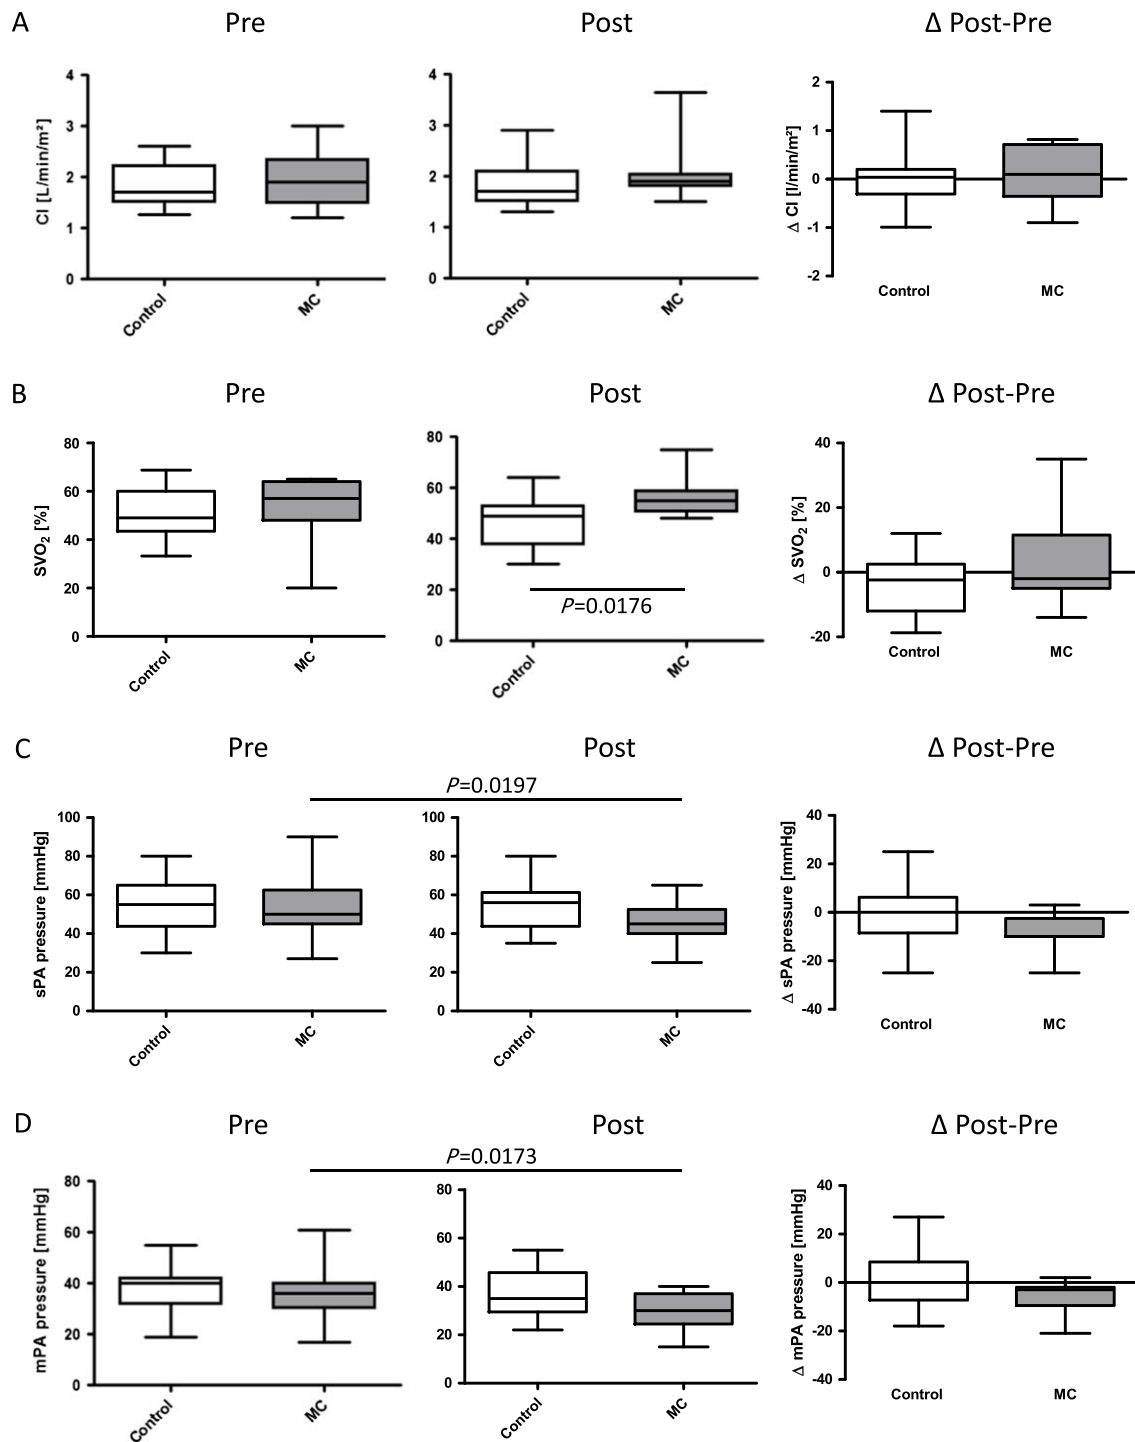 A Pre Post Δ Post-Pre
CI [L/min/m²]
4
3
2
1
0
Control MC
4
3
2
1
0
Control MC
Δ CI [l/min/m²]
2
1
0
-1
-2
Control MC
B Pre Post Δ Post-Pre
SVO₂ [%]
80
60
40
20
0
Control MC
80
60
40
20
0
P=0.0176
Control MC
Δ SVO₂ [%]
40
20
0
-20
Control MC
C Pre Post Δ Post-Pre
P=0.0197
sPA pressure [mmHg]
100
80
60
40
20
0
Control MC
100
80
60
40
20
0
Control MC
Δ sPA pressure [mmHg]
40
20
0
-20
-40
Control MC
D Pre Post Δ Post-Pre
P=0.0173
mPA pressure [mmHg]
80
60
40
20
0
Control MC
80
60
40
20
0
Control MC
Δ mPA pressure [mmHg]
40
20
0
-20
-40
Control MC